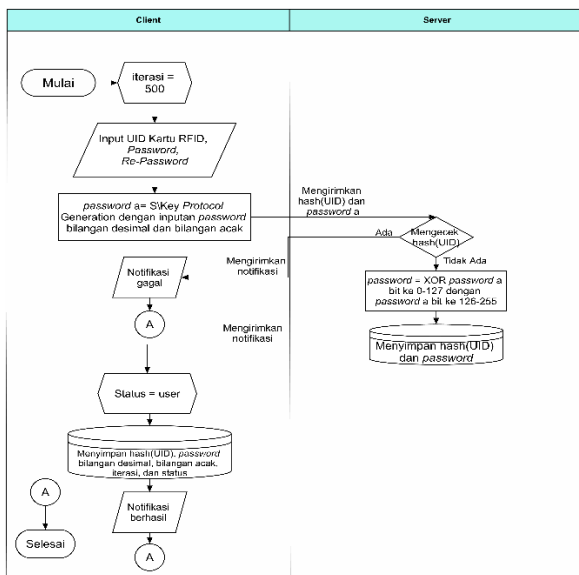 Client
Server
Mulai
iterasi =
500
Input UID Kartu RFID,
Password,
Re-Password
password a= S\Key Protocol
Generation dengan inputan password
bilangan desimal dan bilangan acak
Mengirimkan
hash(UID) dan
password a
Ada
Mengecek
hash(UID)
Tidak Ada
Mengirimkan
notifikasi
Notifikasi
gagal
password = XOR password a
bit ke 0-127 dengan
password a bit ke 128-255
A
Mengirimkan
notifikasi
Menyimpan hash(UID)
dan password
Status = user
Menyimpan hash(UID), password
bilangan desimal, bilangan acak,
iterasi, dan status
A
Notifikasi
berhasil
Selesai
A